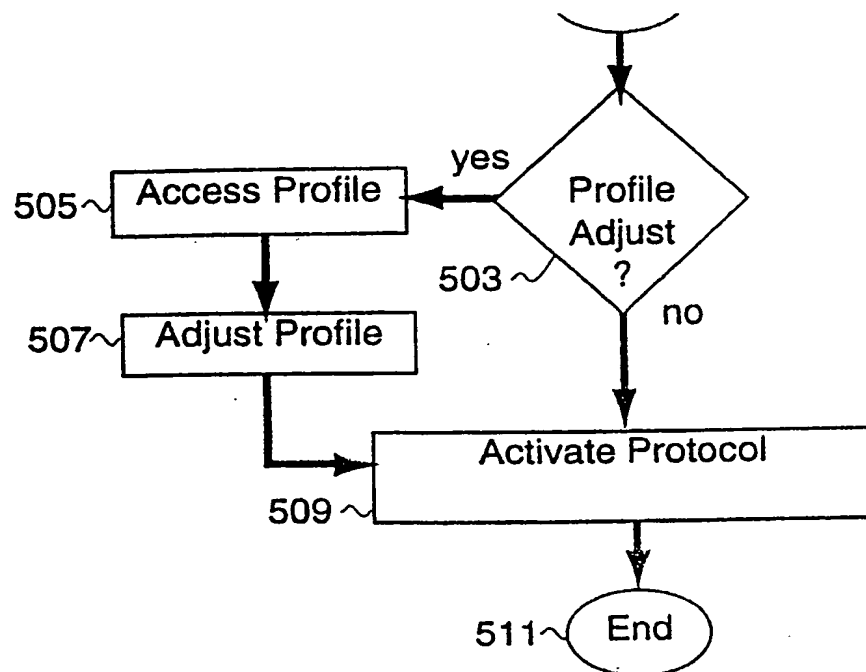 yes
Access Profile
505
Profile
Adjust
?
503
no
Adjust Profile
507
Activate Protocol
509
End
511